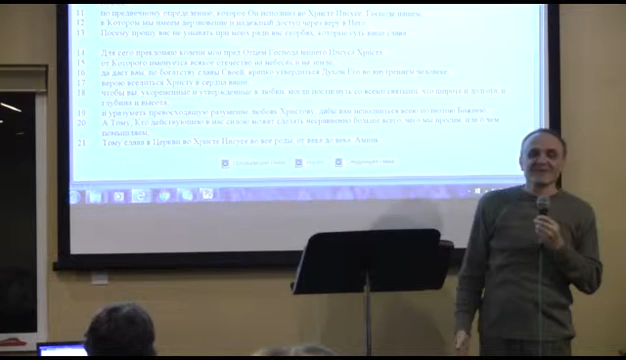 11 по предвечному определению, которое Он исполнил во Христе Иисусе, Господе нашем,
12 в Котором мы имеем дерзновение и надежный доступ через веру в Него.
13 Посему прошу вас не унывать при моих ради вас скорбях, которые суть ваша слава.
14 Для сего преклоняю колени мои пред Отцем Господа нашего Иисуса Христа,
15 от Которого именуется всякое отечество на небесах и на земле,
16 да даст вам, по богатству славы Своей, крепко утвердиться Духом Его во внутреннем человеке,
17 верою вселиться Христу в сердца ваши,
18 чтобы вы, укорененные и утвержденные в любви, могли постигнуть со всеми святыми, что широта и долгота, и
глубина и высота,
19 и уразуметь превосходящую разумение любовь Христову, дабы вам исполниться всею полнотою Божиею.
20 А Тому, Кто действующею в нас силою может сделать несравненно больше всего, чего мы просим, или о чем
помышляем,
21 Тому слава в Церкви во Христе Иисусе во все роды, от века до века. Аминь.